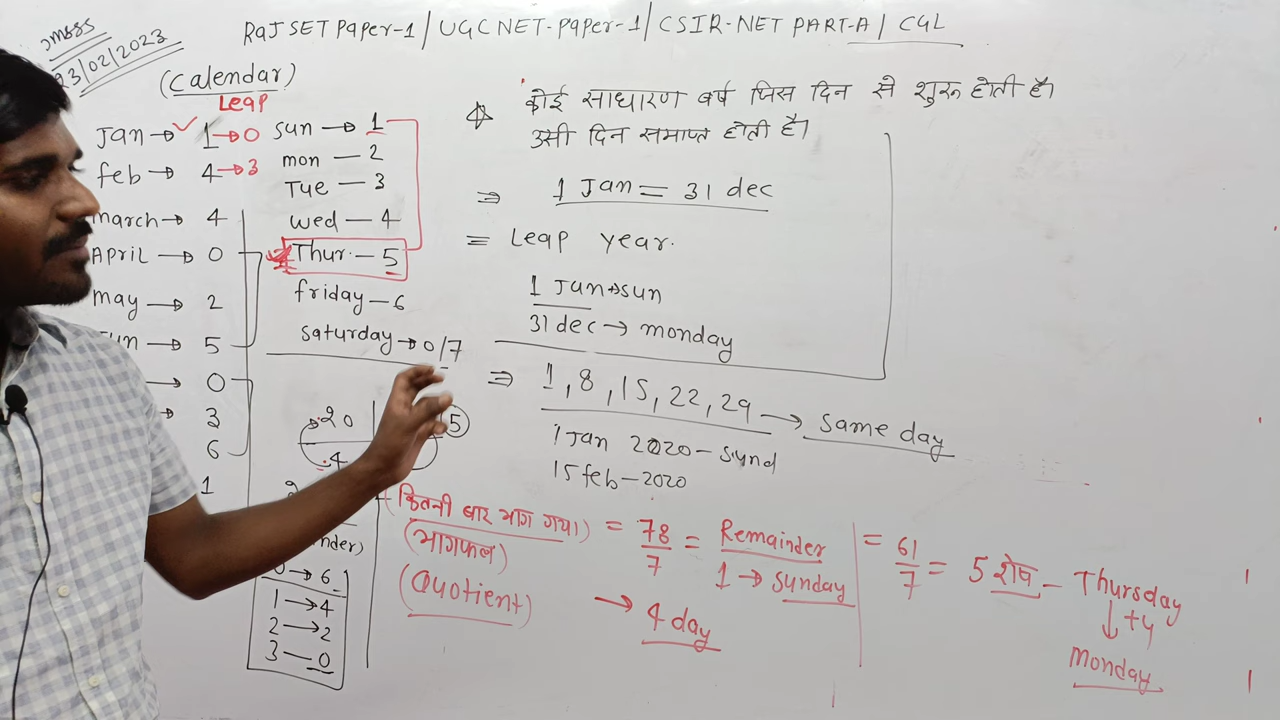 RAJ SET Paper-1 / UGC NET-Paper-1 / CSIR-NET PART-A / CGL
JMBSS
23/02/2023
(Calendar)
Leap
Jan → 1 → 0
feb → 4 → 3
march → 4
April → 0
may → 2
→ 5
→ 0
→ 3
6
1
Sun → 1
mon — 2
Tue — 3
wed — 4
Thur — 5
friday — 6
saturday → 0/7
20
4
5
0 → 6
1 → 4
2 → 2
3 — 0
☆ कोई साधारण वर्ष जिस दिन से शुरू होती है।
उसी दिन समाप्त होती है।
⇒ 1 Jan = 31 dec
= Leap year.
1 Jan → sun
31 dec → monday
⇒ 1, 8, 15, 22, 29 → same day
1 Jan 2020 - Sund
15 feb - 2020
(कितनी बार भाग गया) = 78/7 = Remainder
(भागफल)
(Quotient)
1 → Sunday
→ 4 day
= 61/7 = 5 शेष - Thursday
↓ +4
monday